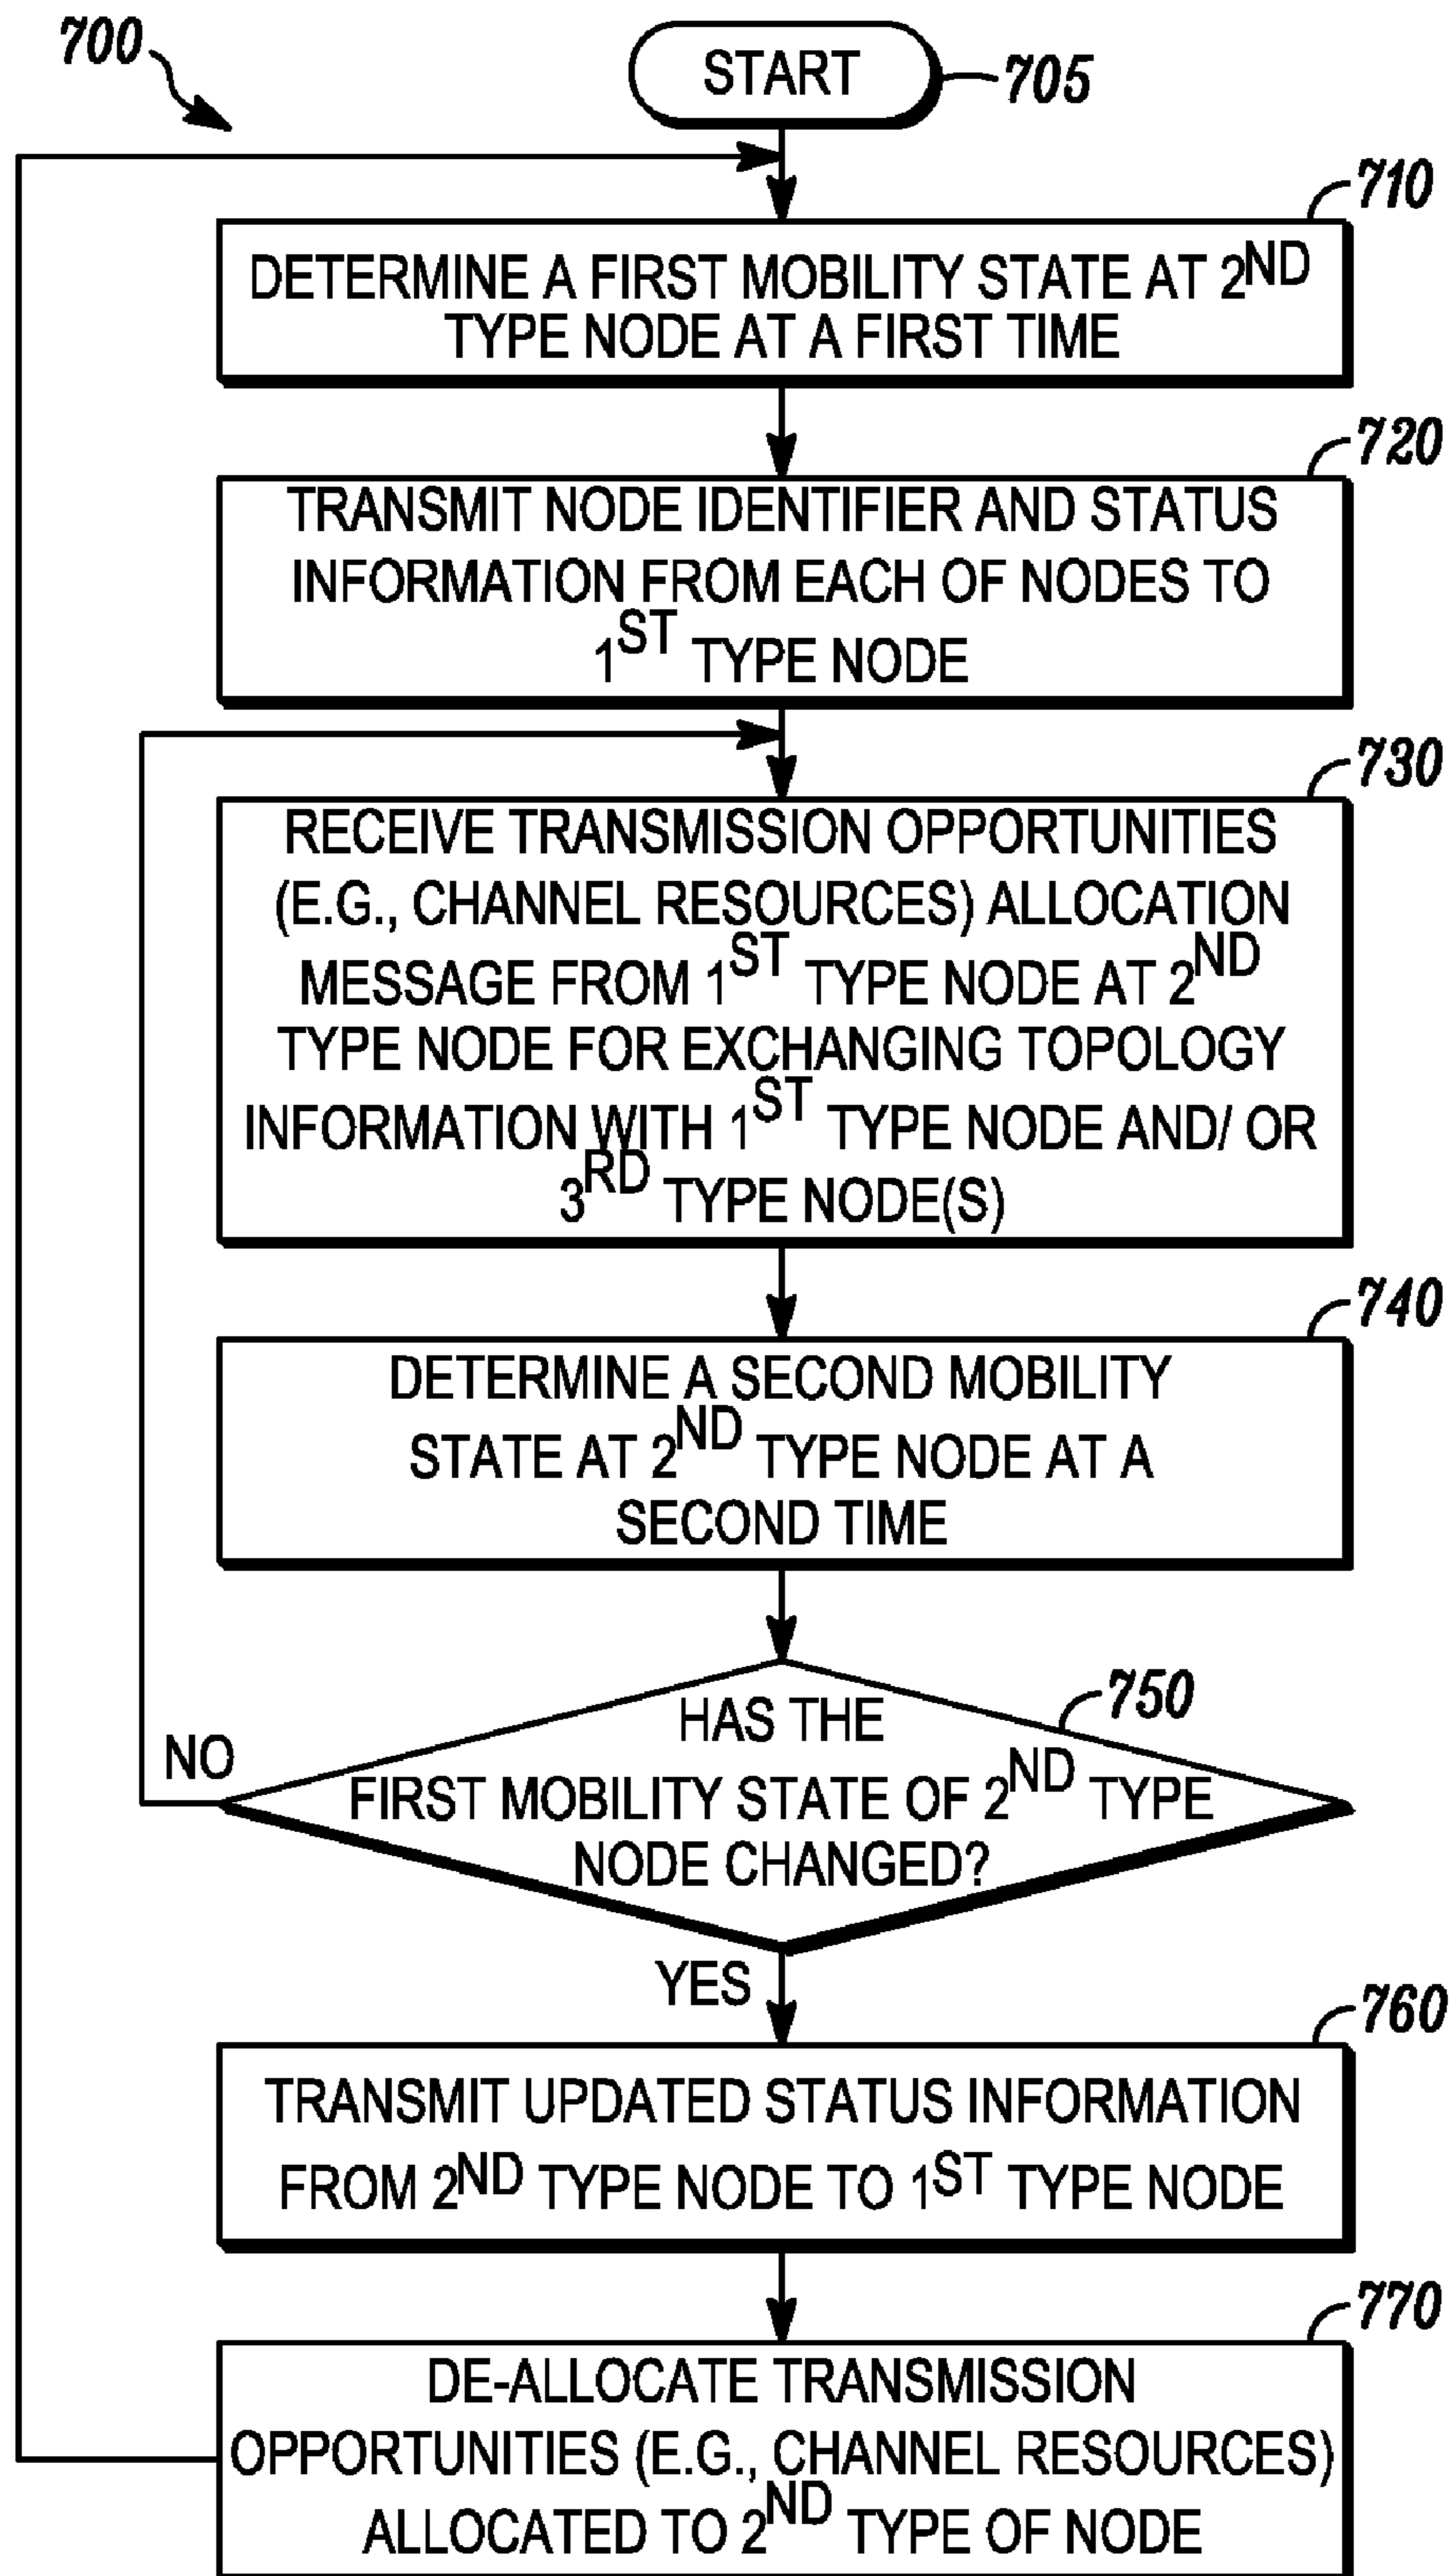 700
START
705
710
DETERMINE A FIRST MOBILITY STATE AT 2ND
TYPE NODE AT A FIRST TIME
720
TRANSMIT NODE IDENTIFIER AND STATUS
INFORMATION FROM EACH OF NODES TO
1ST TYPE NODE
730
RECEIVE TRANSMISSION OPPORTUNITIES
(E.G., CHANNEL RESOURCES) ALLOCATION
MESSAGE FROM 1ST TYPE NODE AT 2ND
TYPE NODE FOR EXCHANGING TOPOLOGY
INFORMATION WITH 1ST TYPE NODE AND/ OR
3RD TYPE NODE(S)
740
DETERMINE A SECOND MOBILITY
STATE AT 2ND TYPE NODE AT A
SECOND TIME
750
HAS THE
FIRST MOBILITY STATE OF 2ND TYPE
NODE CHANGED?
NO
YES
760
TRANSMIT UPDATED STATUS INFORMATION
FROM 2ND TYPE NODE TO 1ST TYPE NODE
770
DE-ALLOCATE TRANSMISSION
OPPORTUNITIES (E.G., CHANNEL RESOURCES)
ALLOCATED TO 2ND TYPE OF NODE